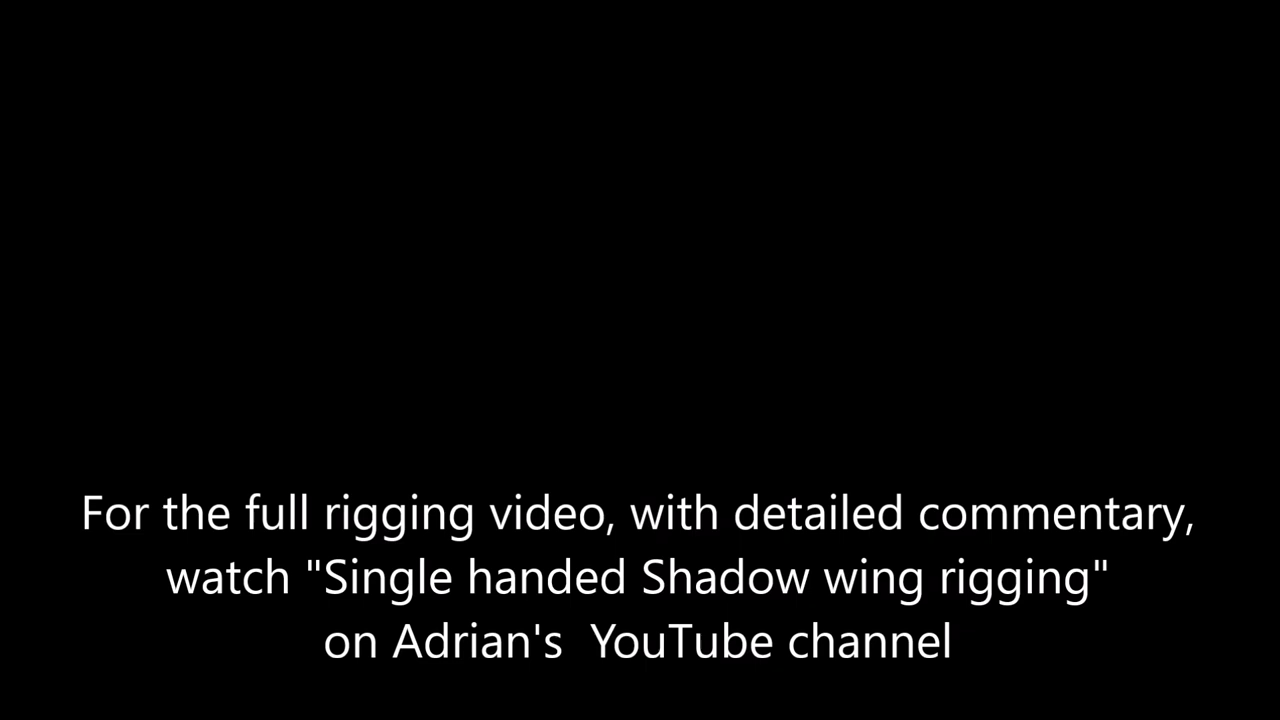 For the full rigging video, with detailed commentary,
watch "Single handed Shadow wing rigging"
on Adrian's  YouTube channel